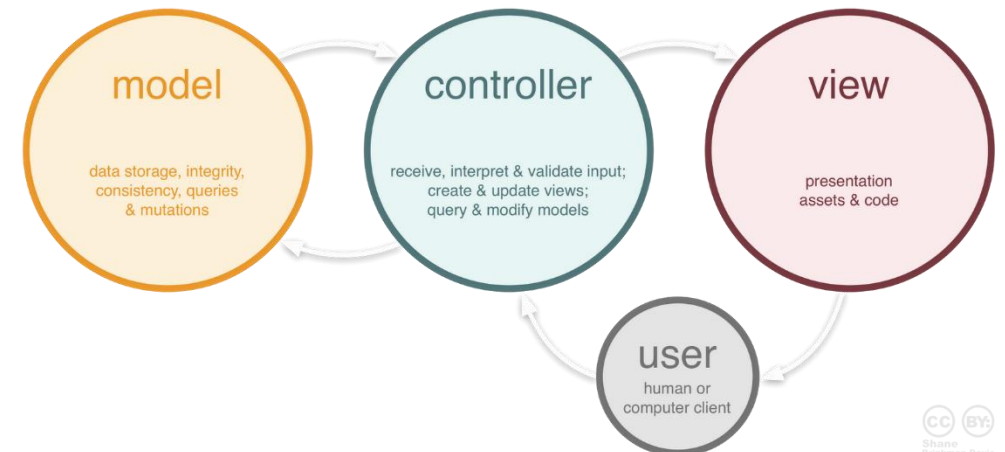 model
data storage, integrity,
consistency, queries
& mutations
controller
receive, interpret & validate input;
create & update views;
query & modify models
view
presentation
assets & code
user
human or
computer client
CC BY:
Shane